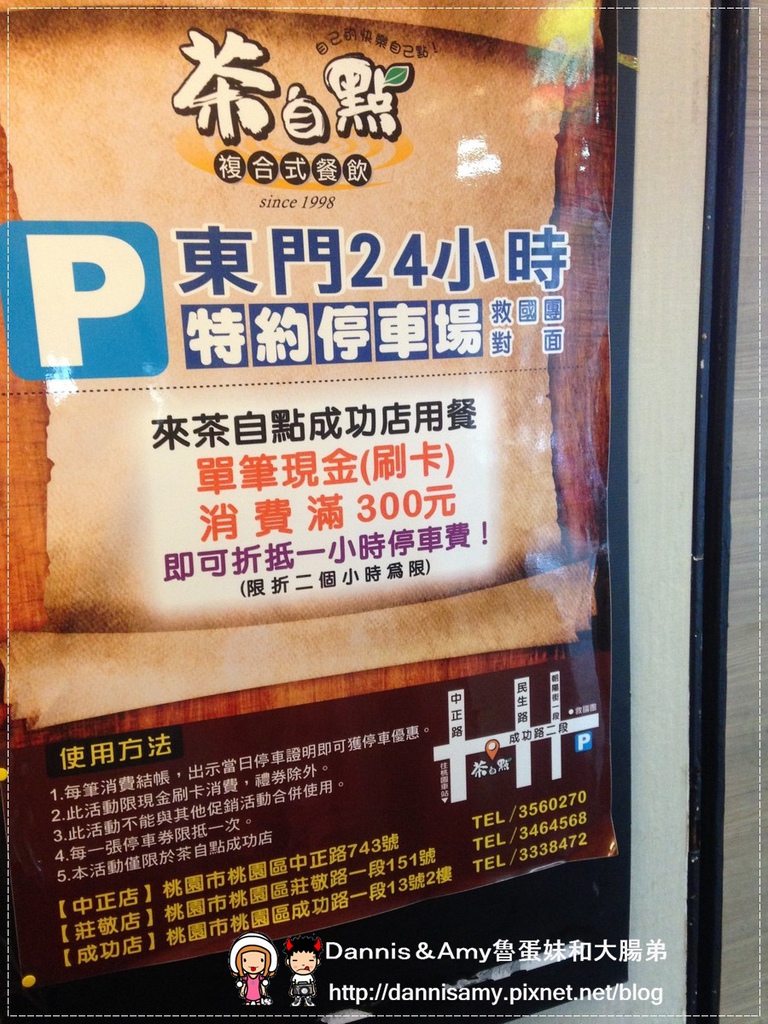 自己的快樂自己點!
茶自點
複合式餐飲
since 1998
P 東門24小時
特約停車場 救國團對面
來茶自點成功店用餐
單筆現金(刷卡)
消費滿300元
即可折抵一小時停車費！
(限折二個小時為限)
中正路
民生路
朝陽街一段
救國團
成功路二段
P
茶自點
往桃園車站
使用方法
1.每筆消費結帳，出示當日停車證明即可獲停車優惠。
2.此活動限現金刷卡消費，禮券除外。
3.此活動不能與其他促銷活動合併使用。
4.每一張停車券限抵一次。
5.本活動僅限於茶自點成功店
【中正店】桃園市桃園區中正路743號 TEL/3560270
【莊敬店】桃園市桃園區莊敬路一段151號 TEL/3464568
【成功店】桃園市桃園區成功路一段13號2樓 TEL/3338472
Dannis&Amy魯蛋妹和大腸弟
http://dannisamy.pixnet.net/blog